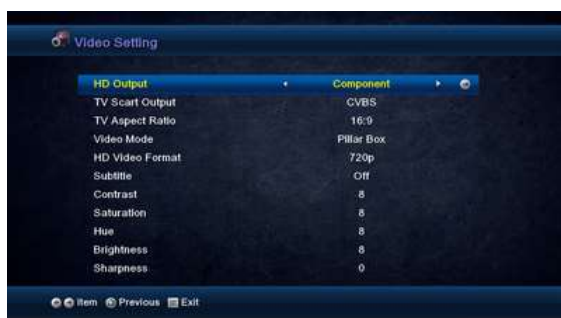 Video Setting
HD Output Component
TV Scart Output CVBS
TV Aspect Ratio 16:9
Video Mode Pillar Box
HD Video Format 720p
Subtitle Off
Contrast 8
Saturation 8
Hue 8
Brightness 8
Sharpness 0
Item Previous Exit